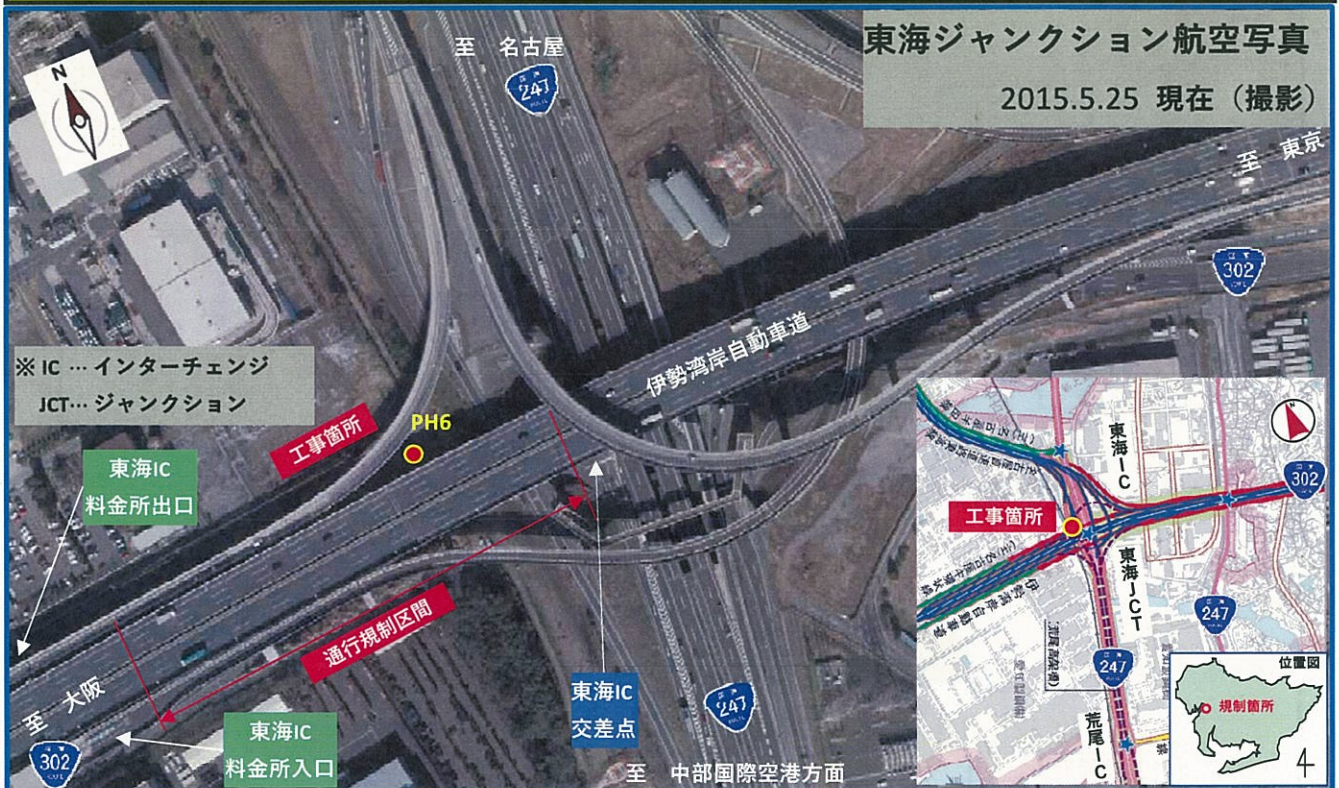 東海ジャンクション航空写真
2015.5.25 現在（撮影）
N
至 名古屋
247
至 東京
302
伊勢湾岸自動車道
※ IC … インターチェンジ
JCT… ジャンクション
工事箇所
PH6
東海IC
料金所出口
通行規制区間
東海IC
交差点
東海IC
料金所入口
至 大阪
302
247
至 中部国際空港方面
東海IC
302
工事箇所
東海JCT
247
247
荒尾IC
位置図
規制箇所
4